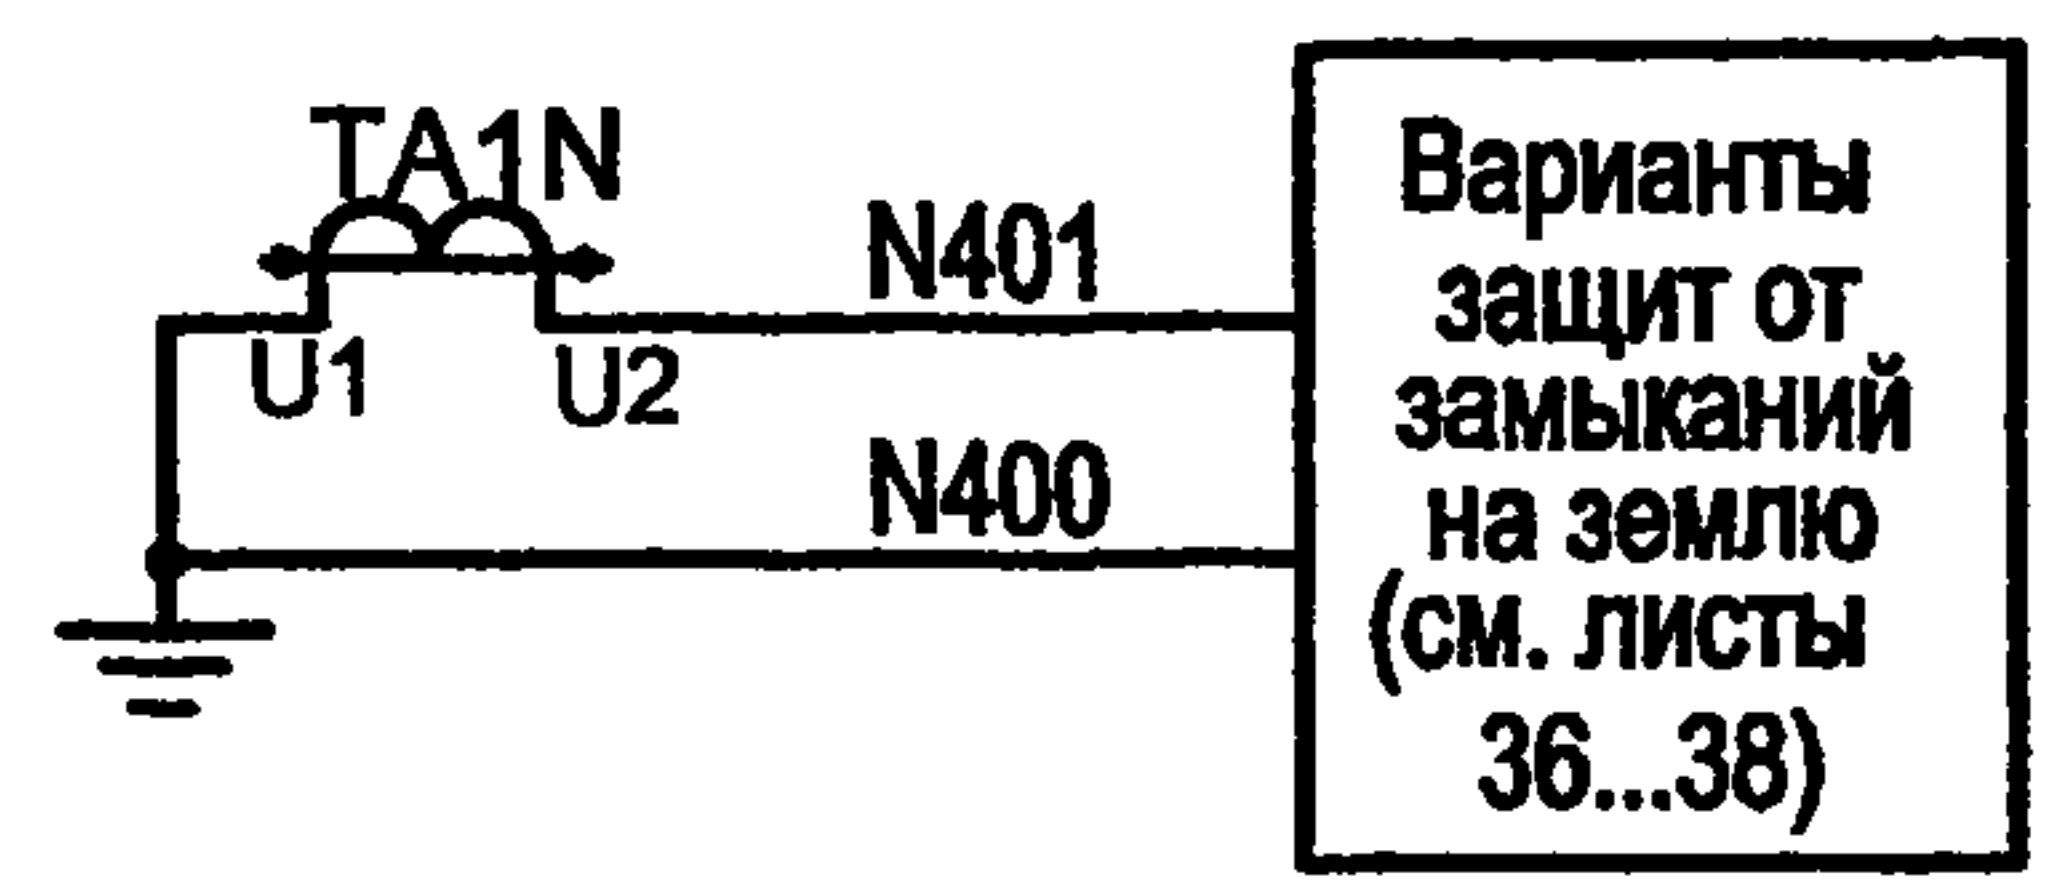 TA1N
N401
U1
U2
N400
Варианты
защит от
замыканий
на землю
(см. листы
36...38)